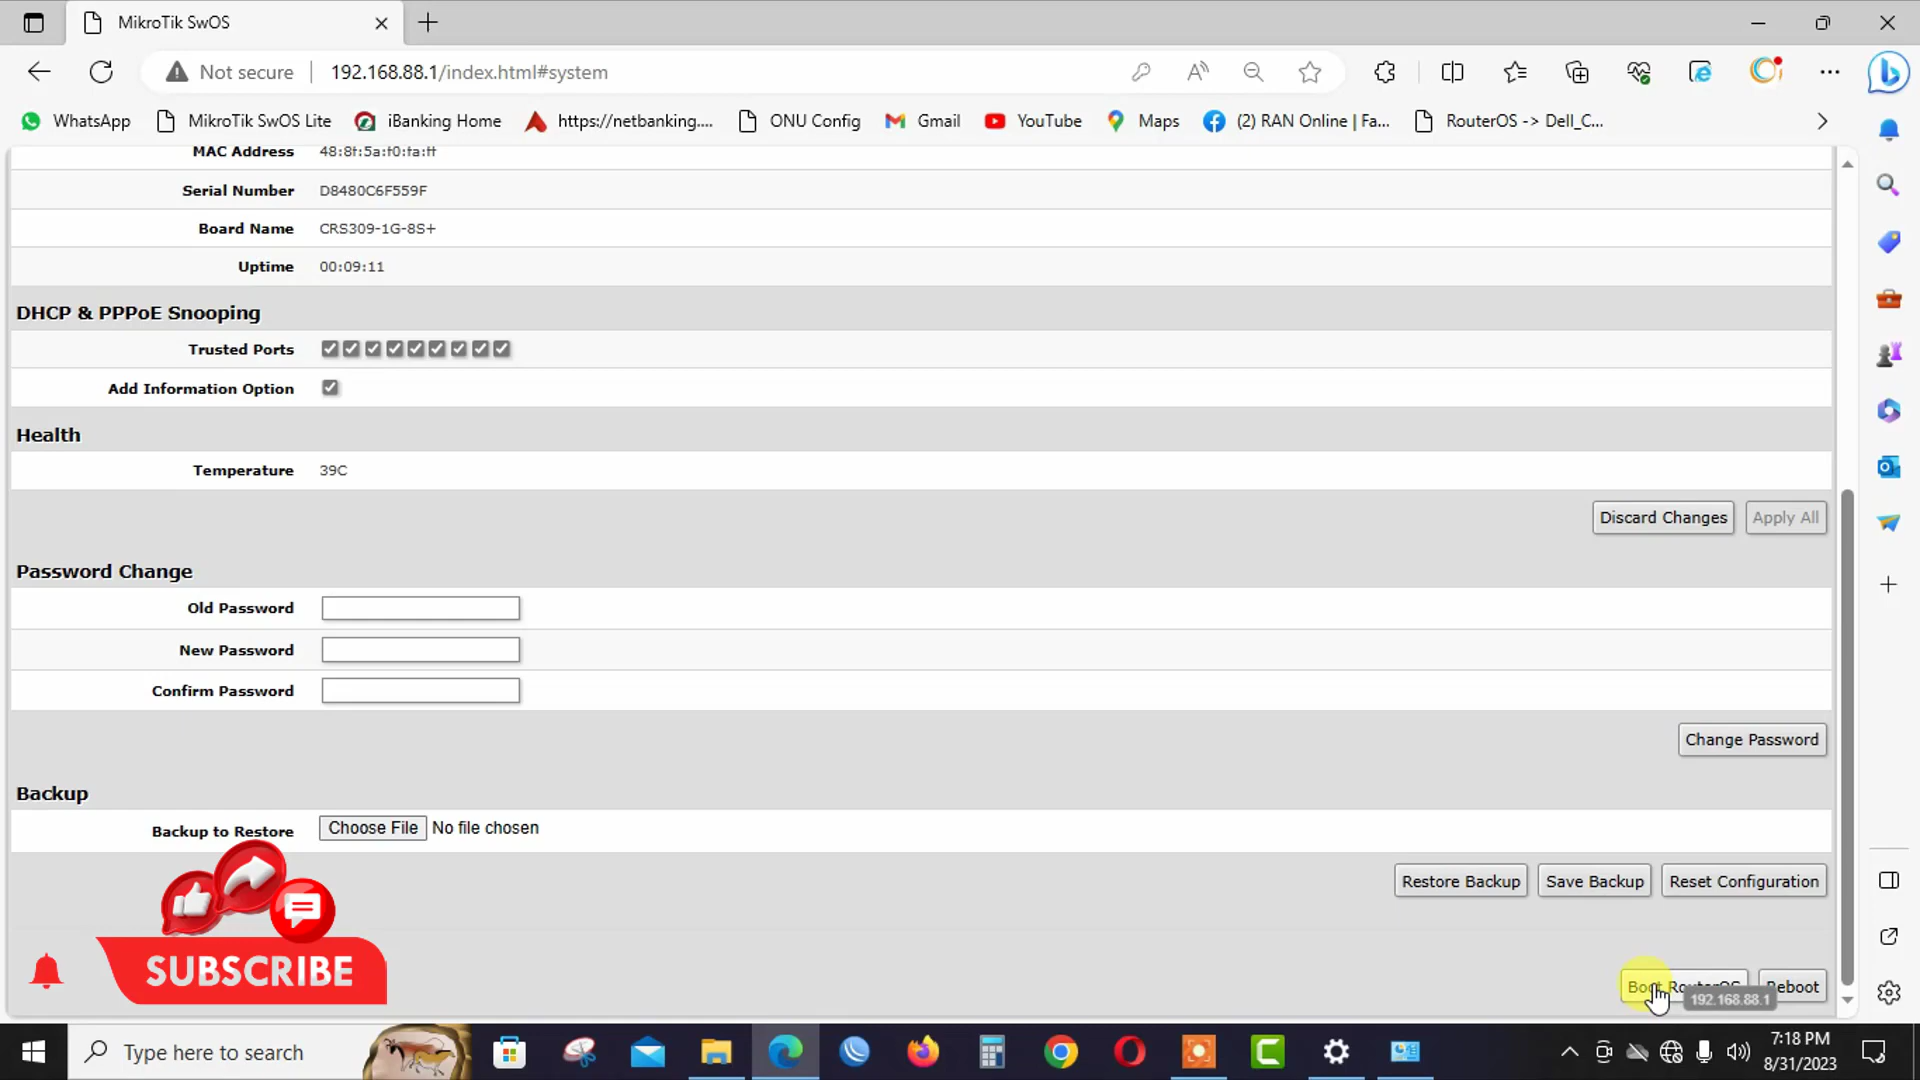 MikroTik SwOS
Not secure
192.168.88.1/index.html#system
WhatsApp
MikroTik SwOS Lite
iBanking Home
https://netbanking....
ONU Config
Gmail
YouTube
Maps
(2) RAN Online | Fa...
RouterOS -> Dell_C...
MAC Address 48:8f:5a:f0:fa:ff
Serial Number D8480C6F559F
Board Name CRS309-1G-8S+
Uptime 00:09:11
DHCP & PPPoE Snooping
Trusted Ports
Add Information Option
Health
Temperature 39C
Discard Changes
Apply All
Password Change
Old Password
New Password
Confirm Password
Change Password
Backup
Backup to Restore Choose File No file chosen
Restore Backup
Save Backup
Reset Configuration
SUBSCRIBE
Boot RouterOS
Reboot
192.168.88.1
Type here to search
7:18 PM
8/31/2023